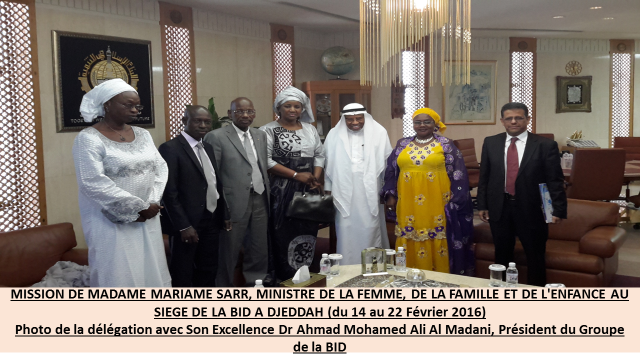 MISSION DE MADAME MARIAME SARR, MINISTRE DE LA FEMME, DE LA FAMILLE ET DE L'ENFANCE AU
SIEGE DE LA BID A DJEDDAH (du 14 au 22 Février 2016)
Photo de la délégation avec Son Excellence Dr Ahmad Mohamed Ali Al Madani, Président du Groupe
de la BID